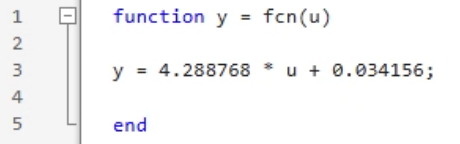 1 function y = fcn(u)
2
3 y = 4.288768 * u + 0.034156;
4
5 end